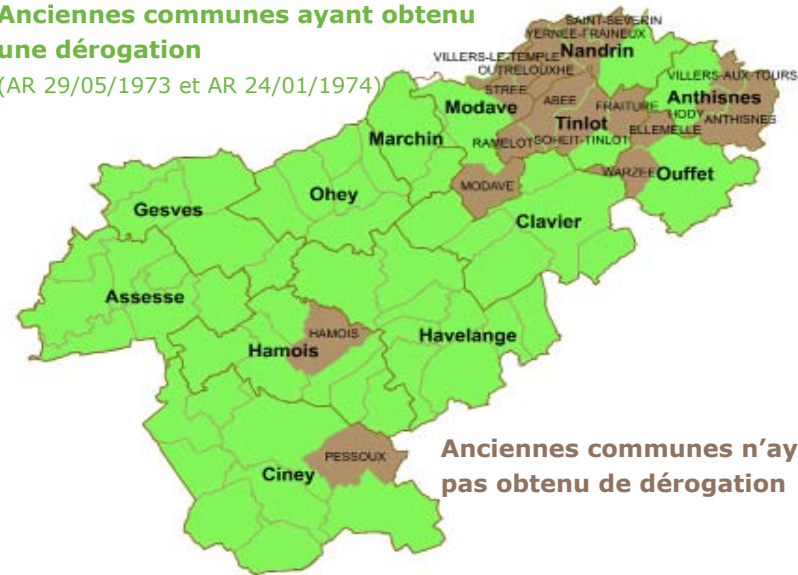 Anciennes communes ayant obtenu
une dérogation
(AR 29/05/1973 et AR 24/01/1974)
SAINT-SEVERIN
YERNEE-FRAINEUX
Nandrin
VILLERS-LE-TEMPLE
OUTRELOUXHE
VILLERS-AUX-TOURS
STREE
ABEE
FRAITURE
Anthisnes
Modave
HODY
ANTHISNES
Tinlot
ELLEMELLE
Marchin
RAMELOT
SOHEIT-TINLOT
WARZEE
Ouffet
MODAVE
Ohey
Gesves
Clavier
Assesse
HAMOIS
Havelange
Hamois
Anciennes communes n’ay
pas obtenu de dérogation
PESSOUX
Ciney